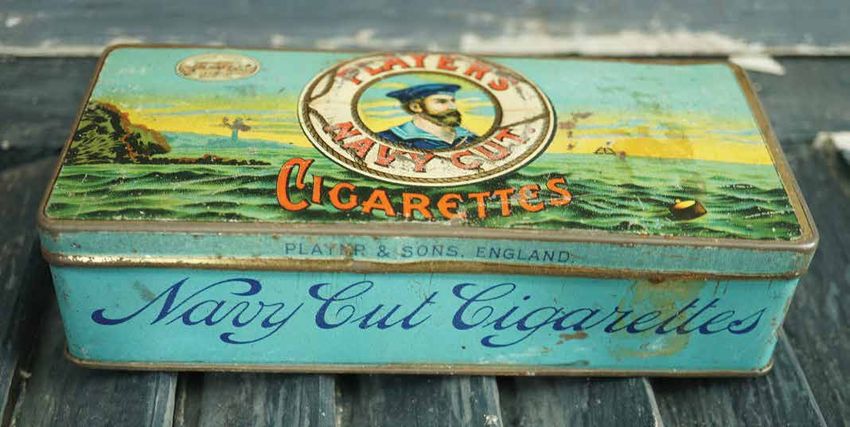 PLAYER'S
NAVY CUT.
CIGARETTES
PLAYER & SONS, ENGLAND.
Navy Cut Cigarettes